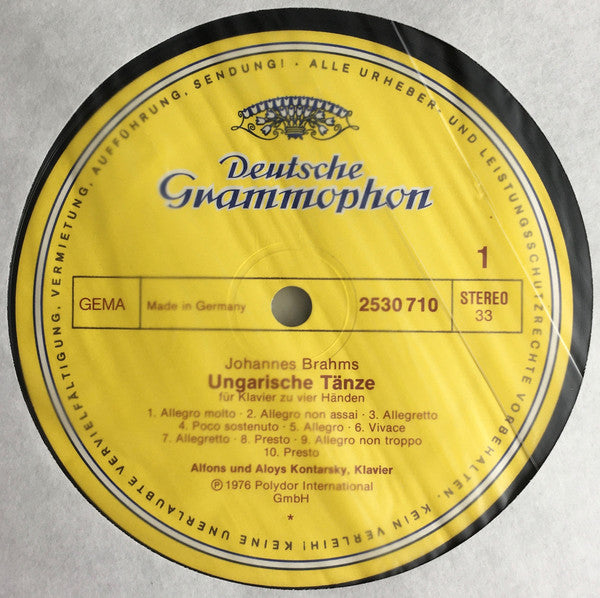 ALLE URHEBER- UND LEISTUNGSSCHUTZRECHTE VORBEHALTEN. KEIN VERLEIH! KEINE UNERLAUBTE VERVIELFÄLTIGUNG, VERMIETUNG, AUFFÜHRUNG, SENDUNG! ·
Deutsche
Grammophon
1
GEMA
Made in Germany
2530 710
STEREO
33
Johannes Brahms
Ungarische Tänze
für Klavier zu vier Händen
1. Allegro molto · 2. Allegro non assai · 3. Allegretto
4. Poco sostenuto · 5. Allegro · 6. Vivace
7. Allegretto · 8. Presto · 9. Allegro non troppo
10. Presto
Alfons und Aloys Kontarsky, Klavier
Ⓟ 1976 Polydor International
GmbH
*